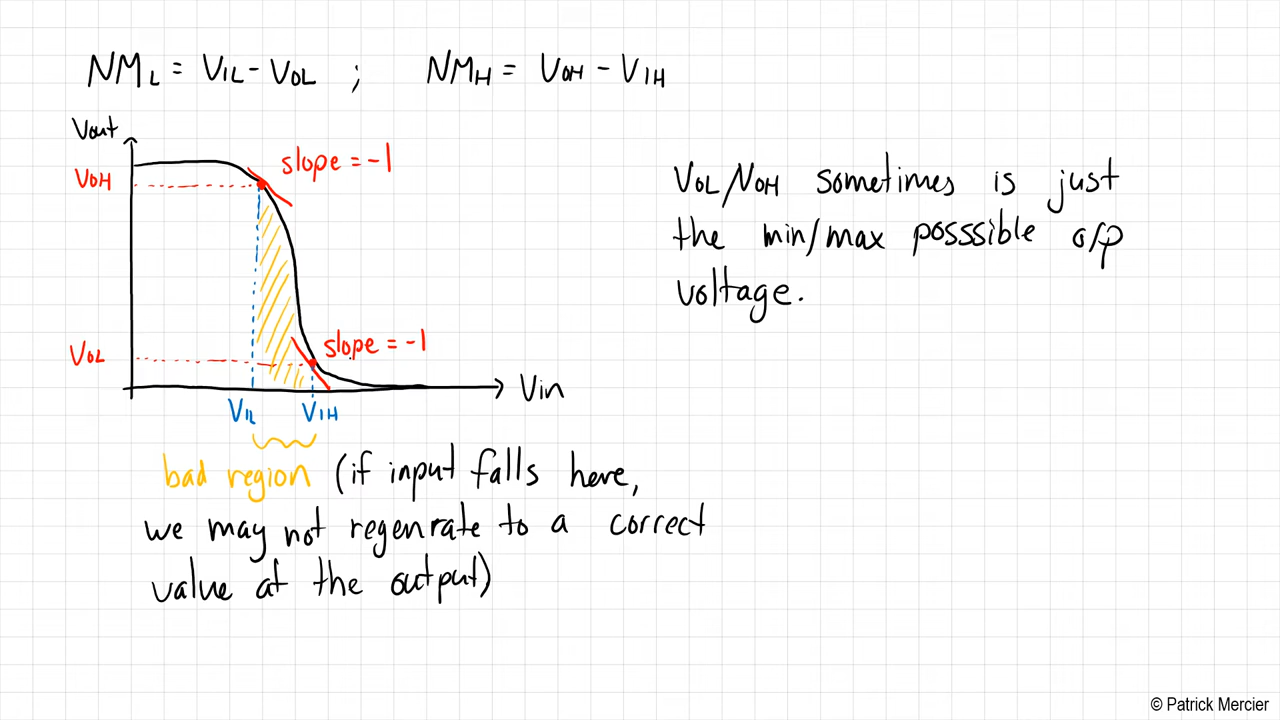 NML = VIL - VOL ; NMH = VOH - VIH
Vout
VOH
slope = -1
VOL
slope = -1
Vin
VIL
VIH
VOL/VOH sometimes is just
the min/max posssible o/p
voltage.
bad region (if input falls here,
we may not regenrate to a correct
value at the output)
© Patrick Mercier